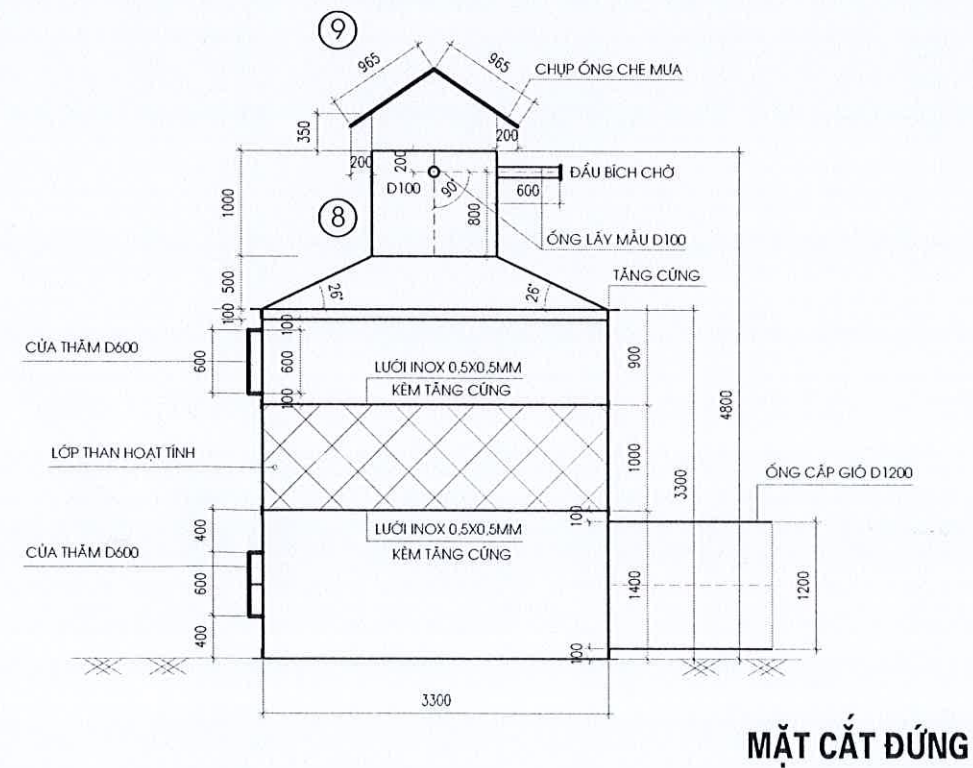 9
965
965
CHỤP ỐNG CHE MƯA
350
200
200
200
D100
90°
600
ĐẦU BÍCH CHỜ
1000
8
800
ỐNG LẤY MẪU D100
500
26°
26°
TĂNG CỨNG
100
100
CỬA THĂM D600
600
600
LƯỚI INOX 0,5X0,5MM
KÈM TĂNG CỨNG
900
100
4800
LỚP THAN HOẠT TÍNH
1000
3300
ỐNG CẤP GIÓ D1200
400
LƯỚI INOX 0,5X0,5MM
KÈM TĂNG CỨNG
100
CỬA THĂM D600
600
1400
1200
400
100
3300
MẶT CẮT ĐỨNG